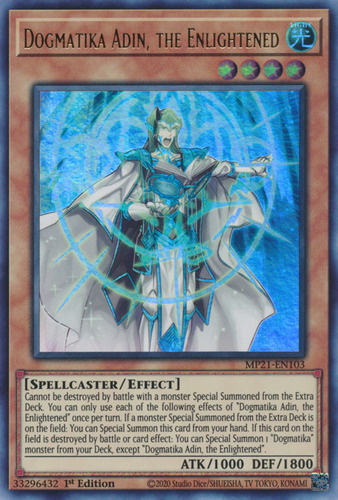 DOGMATIKA ADIN, THE ENLIGHTENED
LIGHT
光
MP21-EN103
[SPELLCASTER/EFFECT]
Cannot be destroyed by battle with a monster Special Summoned from the Extra
Deck. You can only use each of the following effects of "Dogmatika Adin, the
Enlightened" once per turn. If a monster Special Summoned from the Extra Deck is
on the field: You can Special Summon this card from your hand. If this card on the
field is destroyed by battle or card effect: You can Special Summon 1 "Dogmatika"
monster from your Deck, except "Dogmatika Adin, the Enlightened".
ATK/1000 DEF/1800
33296432 1st Edition ©2020 Studio Dice/SHUEISHA, TV TOKYO, KONAMI